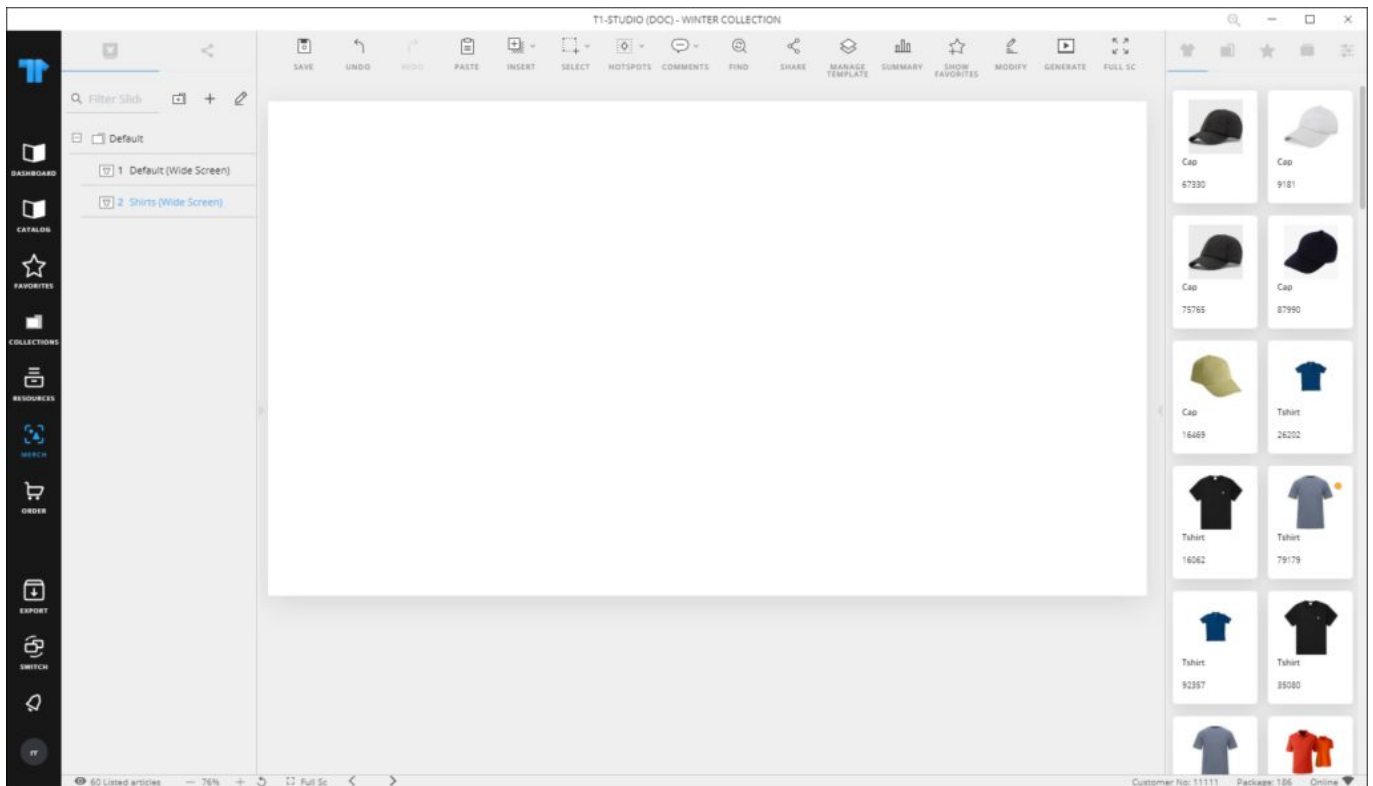 T1-STUDIO (DOC) - WINTER COLLECTION
SAVE UNDO REDO PASTE INSERT SELECT HOTSPOTS COMMENTS FIND SHARE MANAGE TEMPLATE SUMMARY SHOW FAVORITES MODIFY GENERATE FULL SC
Filter Slide
Default
1 Default (Wide Screen)
2 Shirts (Wide Screen)
DASHBOARD
CATALOG
FAVORITES
COLLECTIONS
RESOURCES
MERCH
ORDER
EXPORT
SWITCH
Cap Cap
67330 9181
Cap Cap
75765 87990
Cap Tshirt
16469 26202
Tshirt Tshirt
16062 79179
Tshirt Tshirt
92357 35080
60 Listed articles — 76% + Full Sc
Customer No: 11111 Package: 186 Online